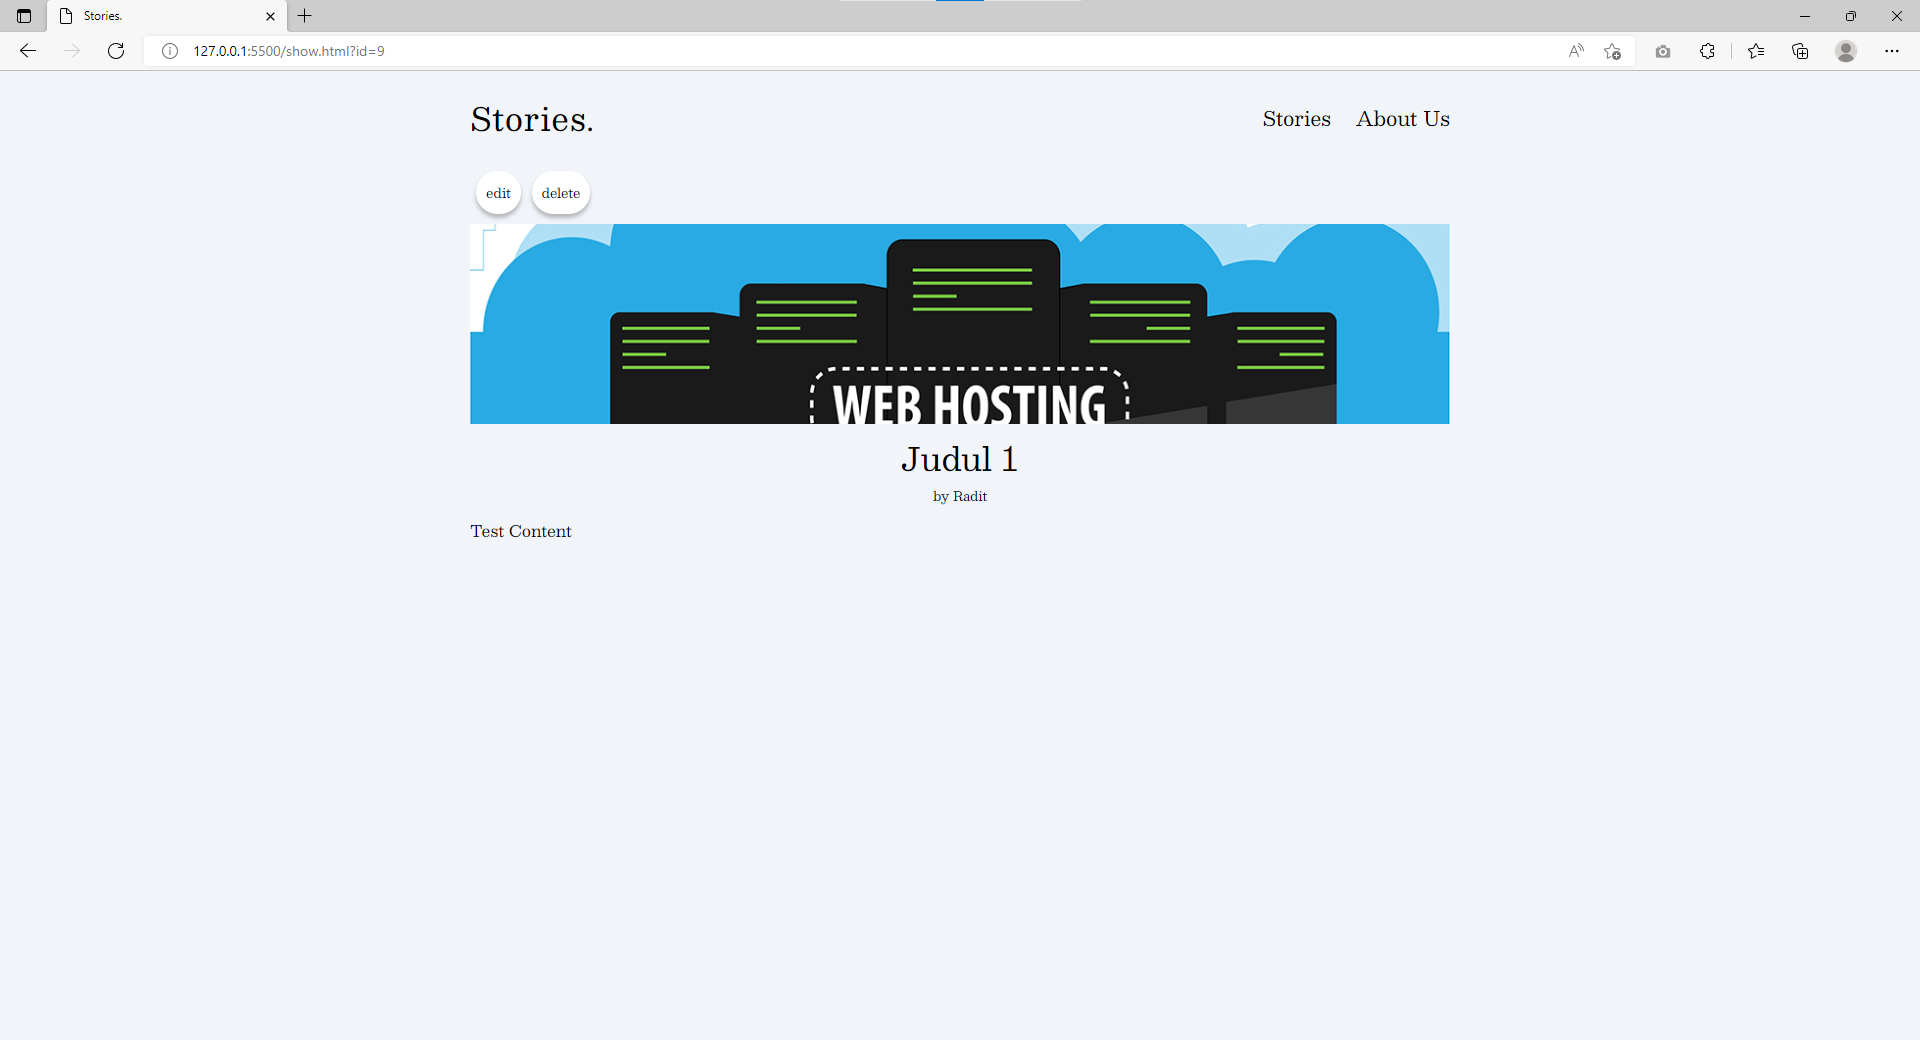 Stories.
127.0.0.1:5500/show.html?id=9
Stories.
Stories About Us
edit delete
WEB HOSTING
Judul 1
by Radit
Test Content